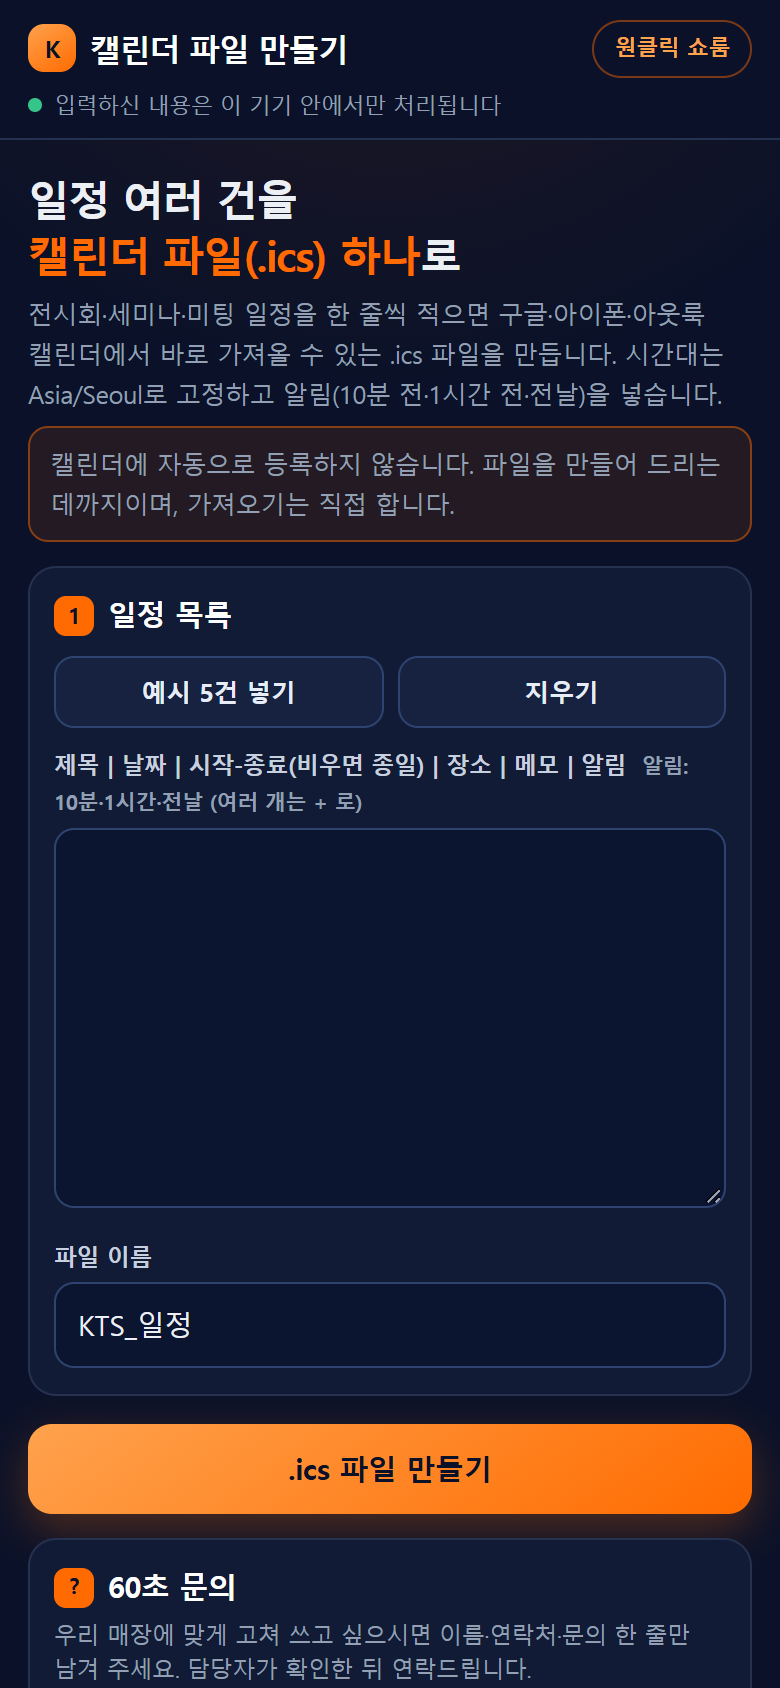 K 캘린더 파일 만들기 원클릭 쇼룸
입력하신 내용은 이 기기 안에서만 처리됩니다
일정 여러 건을
캘린더 파일(.ics) 하나로
전시회·세미나·미팅 일정을 한 줄씩 적으면 구글·아이폰·아웃룩
캘린더에서 바로 가져올 수 있는 .ics 파일을 만듭니다. 시간대는
Asia/Seoul로 고정하고 알림(10분 전·1시간 전·전날)을 넣습니다.
캘린더에 자동으로 등록하지 않습니다. 파일을 만들어 드리는
데까지이며, 가져오기는 직접 합니다.
1 일정 목록
예시 5건 넣기 지우기
제목 | 날짜 | 시작-종료(비우면 종일) | 장소 | 메모 | 알림 알림:
10분·1시간·전날 (여러 개는 + 로)
파일 이름
KTS_일정
.ics 파일 만들기
? 60초 문의
우리 매장에 맞게 고쳐 쓰고 싶으시면 이름·연락처·문의 한 줄만
남겨 주세요. 담당자가 확인한 뒤 연락드립니다.